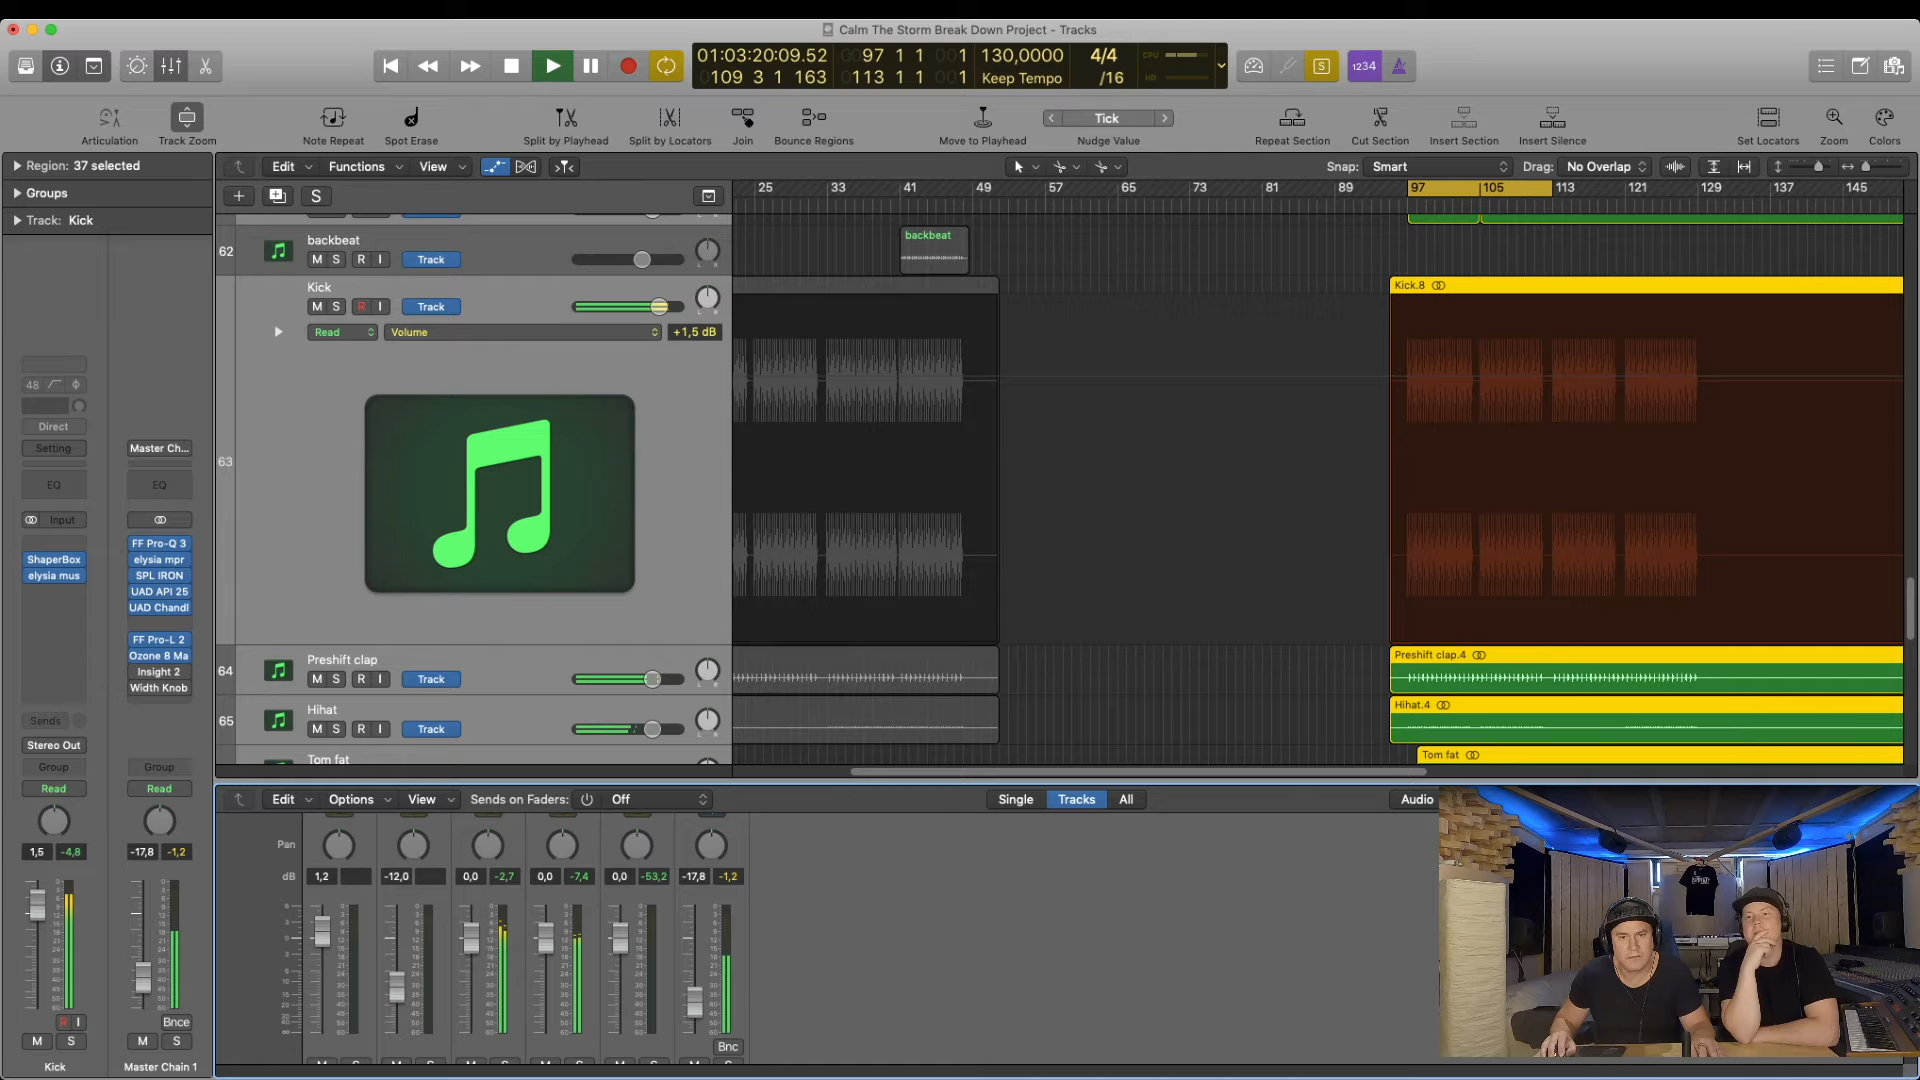 Calm The Storm Break Down Project - Tracks
01:03:20:09.52 97 1 1 1 130,0000 4/4 CPU
109 3 1 163 113 1 1 1 Keep Tempo /16 HD
S 1234
Articulation Track Zoom Note Repeat Spot Erase Split by Playhead Split by Locators Join Bounce Regions Move to Playhead Tick Nudge Value Repeat Section Cut Section Insert Section Insert Silence Set Locators Zoom Colors
Region: 37 selected
Groups
Track: Kick
Edit Functions View Snap: Smart Drag: No Overlap
S
25 33 41 49 57 65 73 81 89 97 105 113 121 129 137 145
62 backbeat
M S R I Track
backbeat
Kick
M S R I Track
Read Volume +1,5 dB
Kick.8
63
64 Preshift clap
M S R I Track
Preshift clap.4
65 Hihat
M S R I Track
Hihat.4
Tom fat
Tom fat
48
Direct
Setting Master Ch...
EQ EQ
Input
FF Pro-Q 3
ShaperBox elysia mpr
elysia mus SPL IRON
UAD API 25
UAD Chandl
FF Pro-L 2
Ozone 8 Ma
Insight 2
Width Knob
Sends
Stereo Out
Group Group
Read Read
1,5 -4,8 -17,8 -1,2
R I Bnce
M S M S
Kick Master Chain 1
Edit Options View Sends on Faders: Off Single Tracks All Audio
Pan
dB 1,2 -12,0 0,0 -2,7 0,0 -7,4 0,0 -53,2 -17,8 -1,2
Bnc